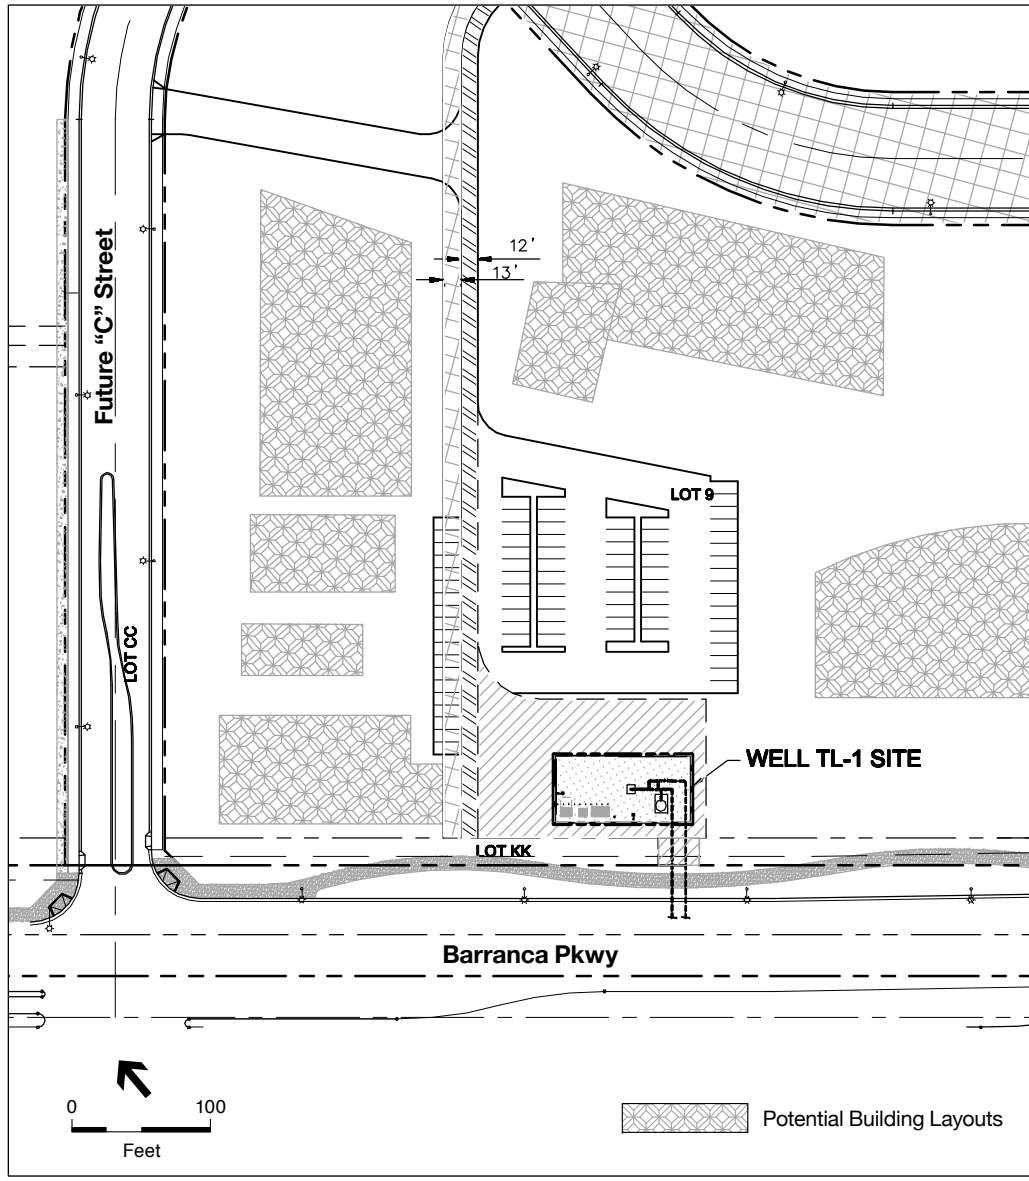 12'
13'
Future "C" Street
LOT 9
LOT CC
WELL TL-1 SITE
LOT KK
Barranca Pkwy
0 100
Feet
Potential Building Layouts